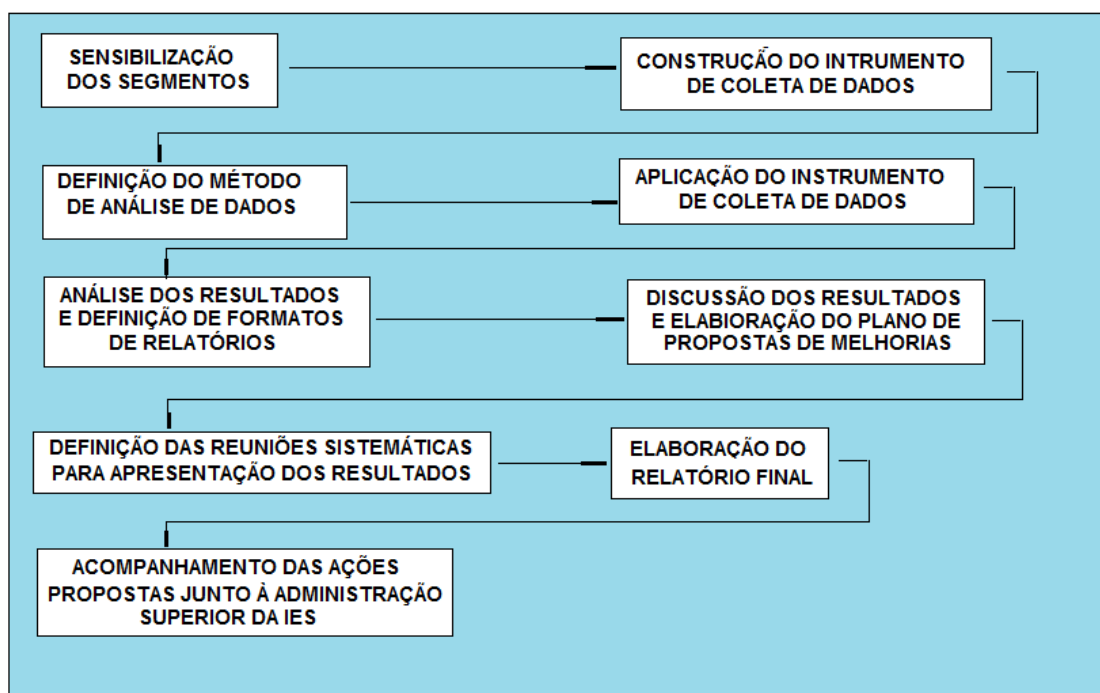 SENSIBILIZAÇÃO
DOS SEGMENTOS
CONSTRUÇÃO DO INTRUMENTO
DE COLETA DE DADOS
DEFINIÇÃO DO MÉTODO
DE ANÁLISE DE DADOS
APLICAÇÃO DO INSTRUMENTO
DE COLETA DE DADOS
ANÁLISE DOS RESULTADOS
E DEFINIÇÃO DE FORMATOS
DE RELATÓRIOS
DISCUSSÃO DOS RESULTADOS
E ELABIORAÇÃO DO PLANO DE
PROPOSTAS DE MELHORIAS
DEFINIÇÃO DAS REUNIÕES SISTEMÁTICAS
PARA APRESENTAÇÃO DOS RESULTADOS
ELABORAÇÃO DO
RELATÓRIO FINAL
ACOMPANHAMENTO DAS AÇÕES
PROPOSTAS JUNTO À ADMINISTRAÇÃO
SUPERIOR DA IES